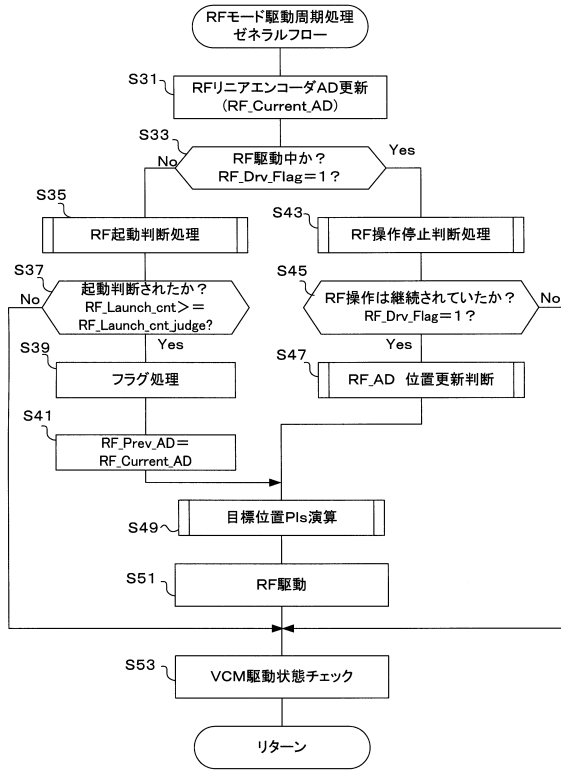 RFモード駆動周期処理
ゼネラルフロー
S31
RFリニアエンコーダAD更新
(RF_Current_AD)
S33
No
RF駆動中か?
RF_Drv_Flag=1?
Yes
S35
RF起動判断処理
S43
RF操作停止判断処理
S37
No
起動判断されたか?
RF_Launch_cnt>=
RF_Launch_cnt_judge?
Yes
S45
RF操作は継続されていたか?
RF_Drv_Flag=1?
No
Yes
S39
フラグ処理
S47
RF_AD 位置更新判断
S41
RF_Prev_AD=
RF_Current_AD
S49
目標位置Pls演算
S51
RF駆動
S53
VCM駆動状態チェック
リターン